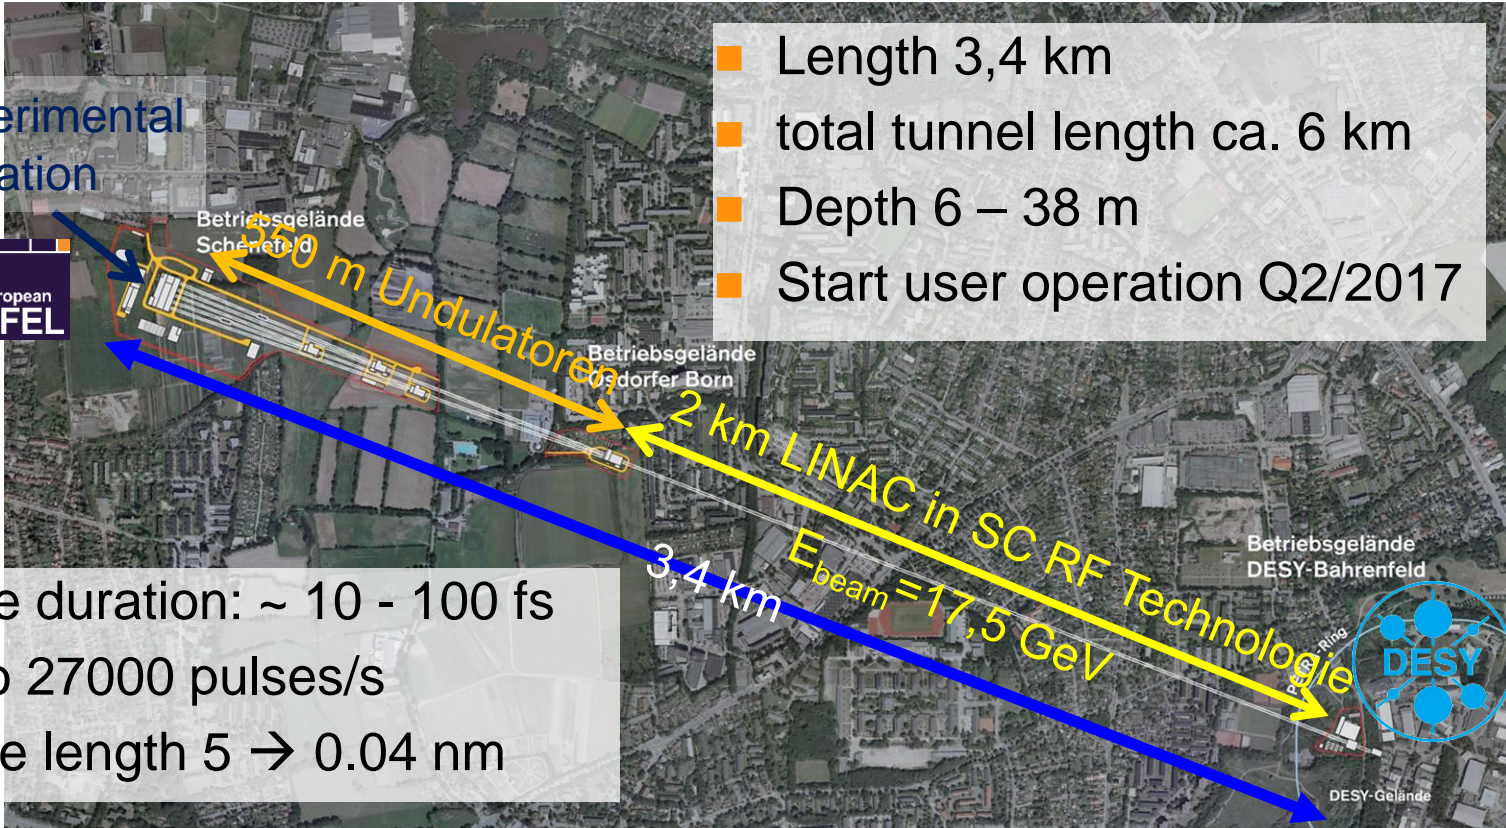 Length 3,4 km
total tunnel length ca. 6 km
Depth 6 – 38 m
Start user operation Q2/2017
erimental
ation
Betriebsgelände
Schenefeld
ropean
FEL
550 m Undulatoren
Betriebsgelände
Osdorfer Born
2 km LINAC in SC RF Technologie
E beam =17,5 GeV
3,4 km
Betriebsgelände
DESY-Bahrenfeld
PETRA-Ring
DESY
DESY-Gelände
e duration: ~ 10 - 100 fs
o 27000 pulses/s
e length 5 → 0.04 nm